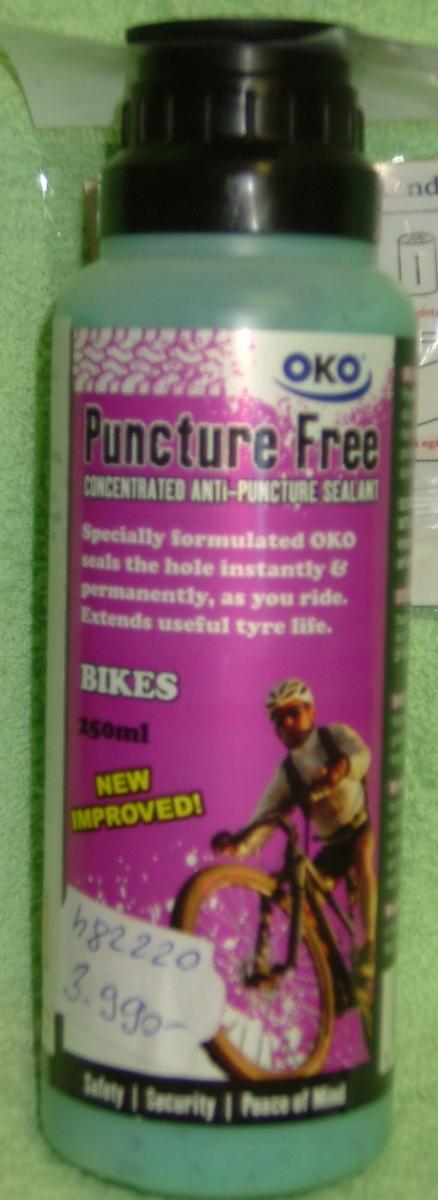 OKO
Puncture Free
CONCENTRATED ANTI-PUNCTURE SEALANT
Specially formulated OKO
seals the hole instantly &
permanently, as you ride.
Extends useful tyre life.
BIKES
250ml
NEW
IMPROVED!
482220
3.990-
Safety | Security | Peace of Mind
nd